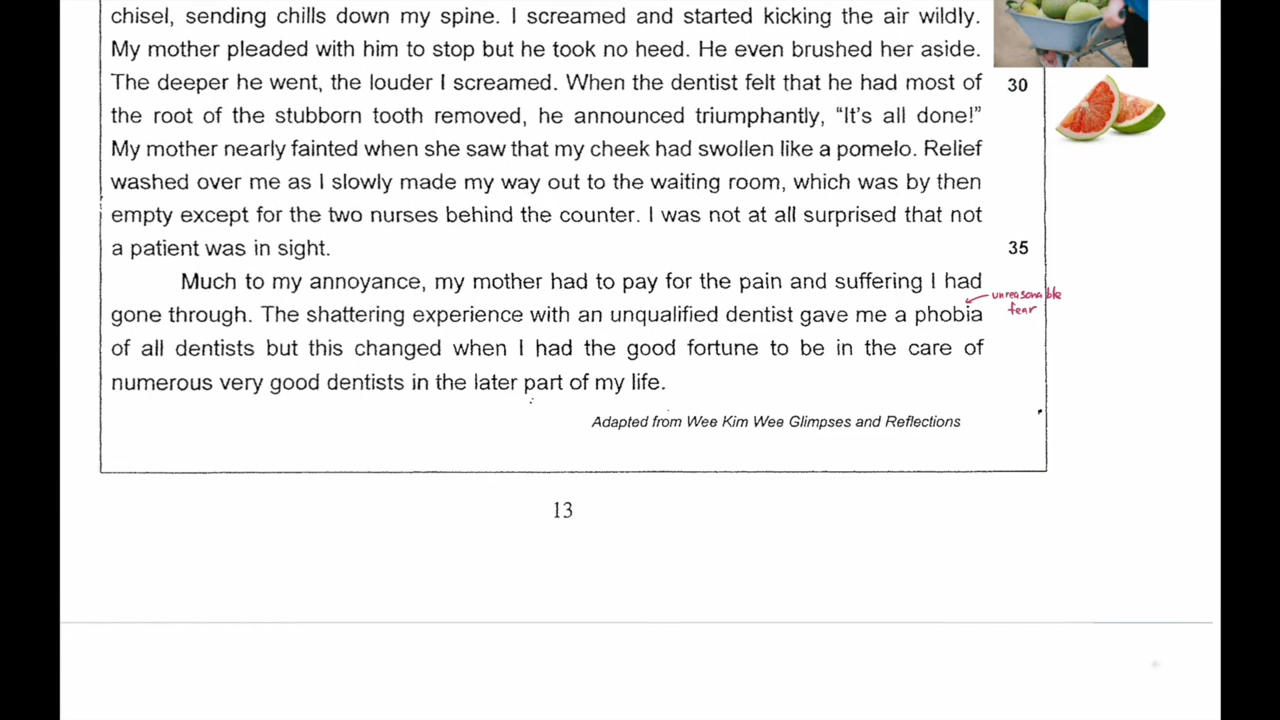 chisel, sending chills down my spine. I screamed and started kicking the air wildly.
My mother pleaded with him to stop but he took no heed. He even brushed her aside.
The deeper he went, the louder I screamed. When the dentist felt that he had most of
30
the root of the stubborn tooth removed, he announced triumphantly, “It’s all done!”
My mother nearly fainted when she saw that my cheek had swollen like a pomelo. Relief
washed over me as I slowly made my way out to the waiting room, which was by then
empty except for the two nurses behind the counter. I was not at all surprised that not
a patient was in sight.
35
Much to my annoyance, my mother had to pay for the pain and suffering I had
unreasonable
fear
gone through. The shattering experience with an unqualified dentist gave me a phobia
of all dentists but this changed when I had the good fortune to be in the care of
numerous very good dentists in the later part of my life.
Adapted from Wee Kim Wee Glimpses and Reflections
13